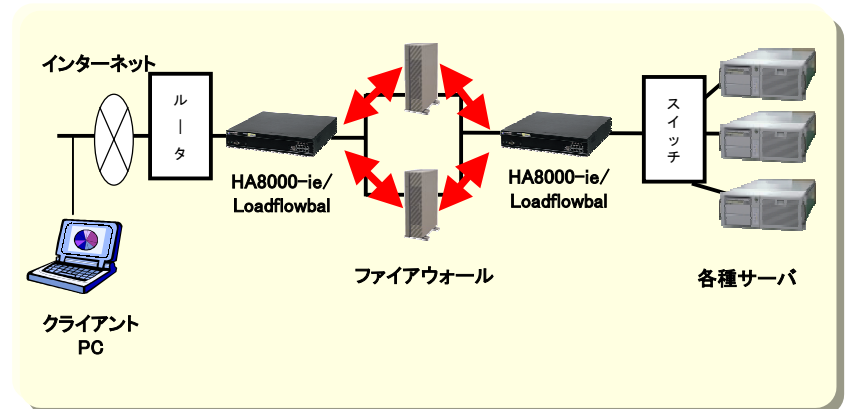 インターネット
ルータ
HA8000-ie/
Loadflowbal
ファイアウォール
HA8000-ie/
Loadflowbal
スイッチ
各種サーバ
クライアント
PC